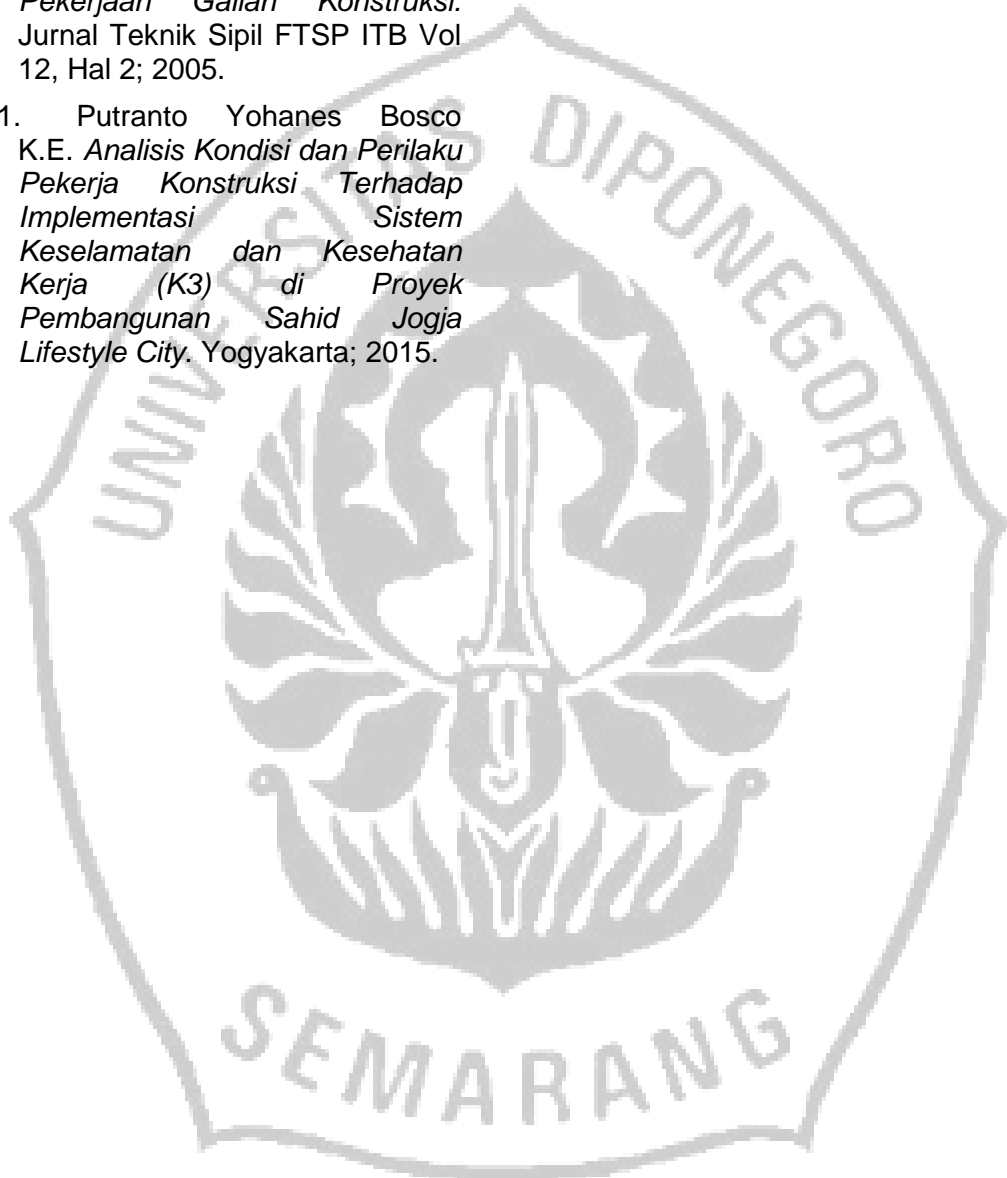 Pekerjaan Galian Konstruksi.
Jurnal Teknik Sipil FTSP ITB Vol
12, Hal 2; 2005.
1. Putranto Yohanes Bosco
K.E. Analisis Kondisi dan Perilaku
Pekerja Konstruksi Terhadap
Implementasi Sistem
Keselamatan dan Kesehatan
Kerja (K3) di Proyek
Pembangunan Sahid Jogja
Lifestyle City. Yogyakarta; 2015.
UNIVERSITAS DIPONEGORO
SEMARANG